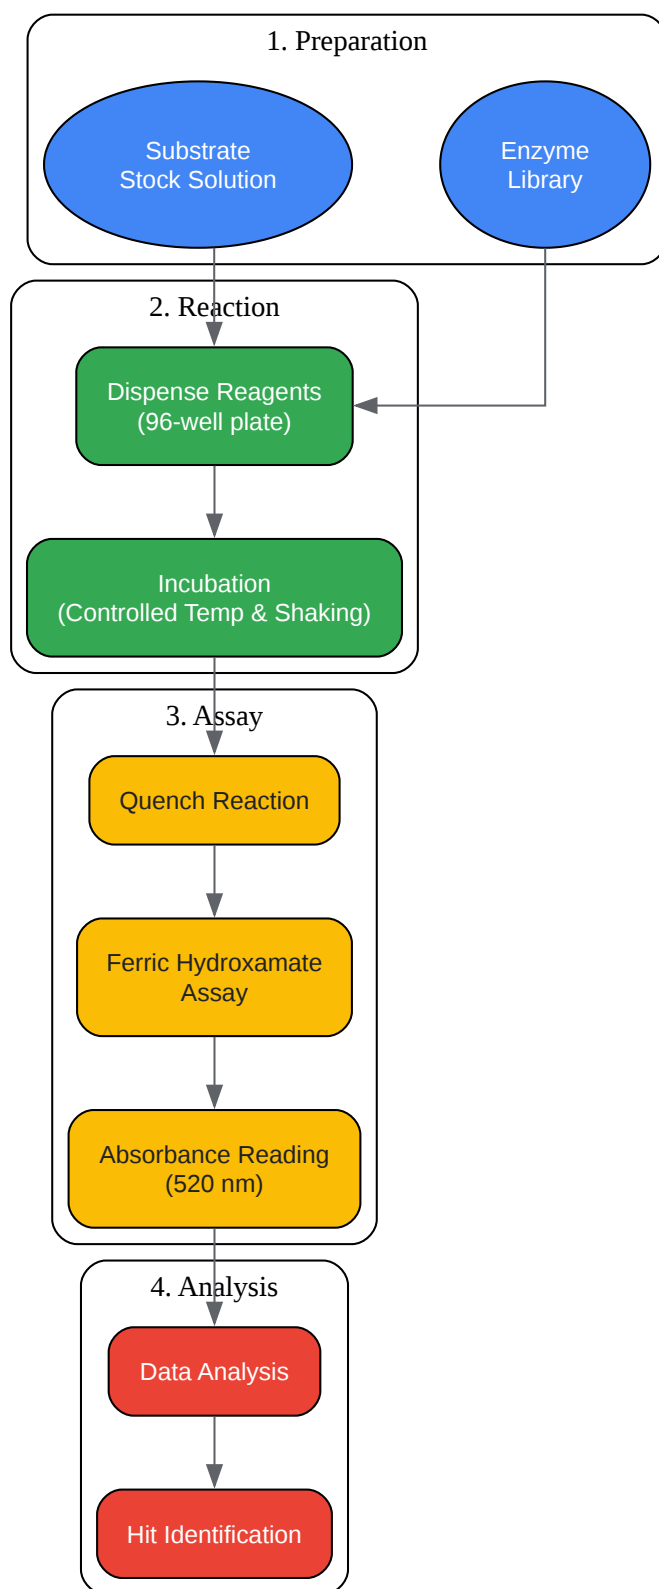 1. Preparation
Substrate
Stock Solution
Enzyme
Library
2. Reaction
Dispense Reagents
(96-well plate)
Incubation
(Controlled Temp & Shaking)
3. Assay
Quench Reaction
Ferric Hydroxamate
Assay
Absorbance Reading
(520 nm)
4. Analysis
Data Analysis
Hit Identification